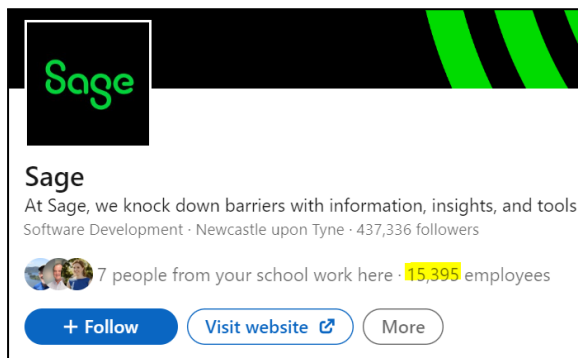 Sage
Sage
At Sage, we knock down barriers with information, insights, and tools
Software Development · Newcastle upon Tyne · 437,336 followers
7 people from your school work here · 15,395 employees
+ Follow
Visit website
More